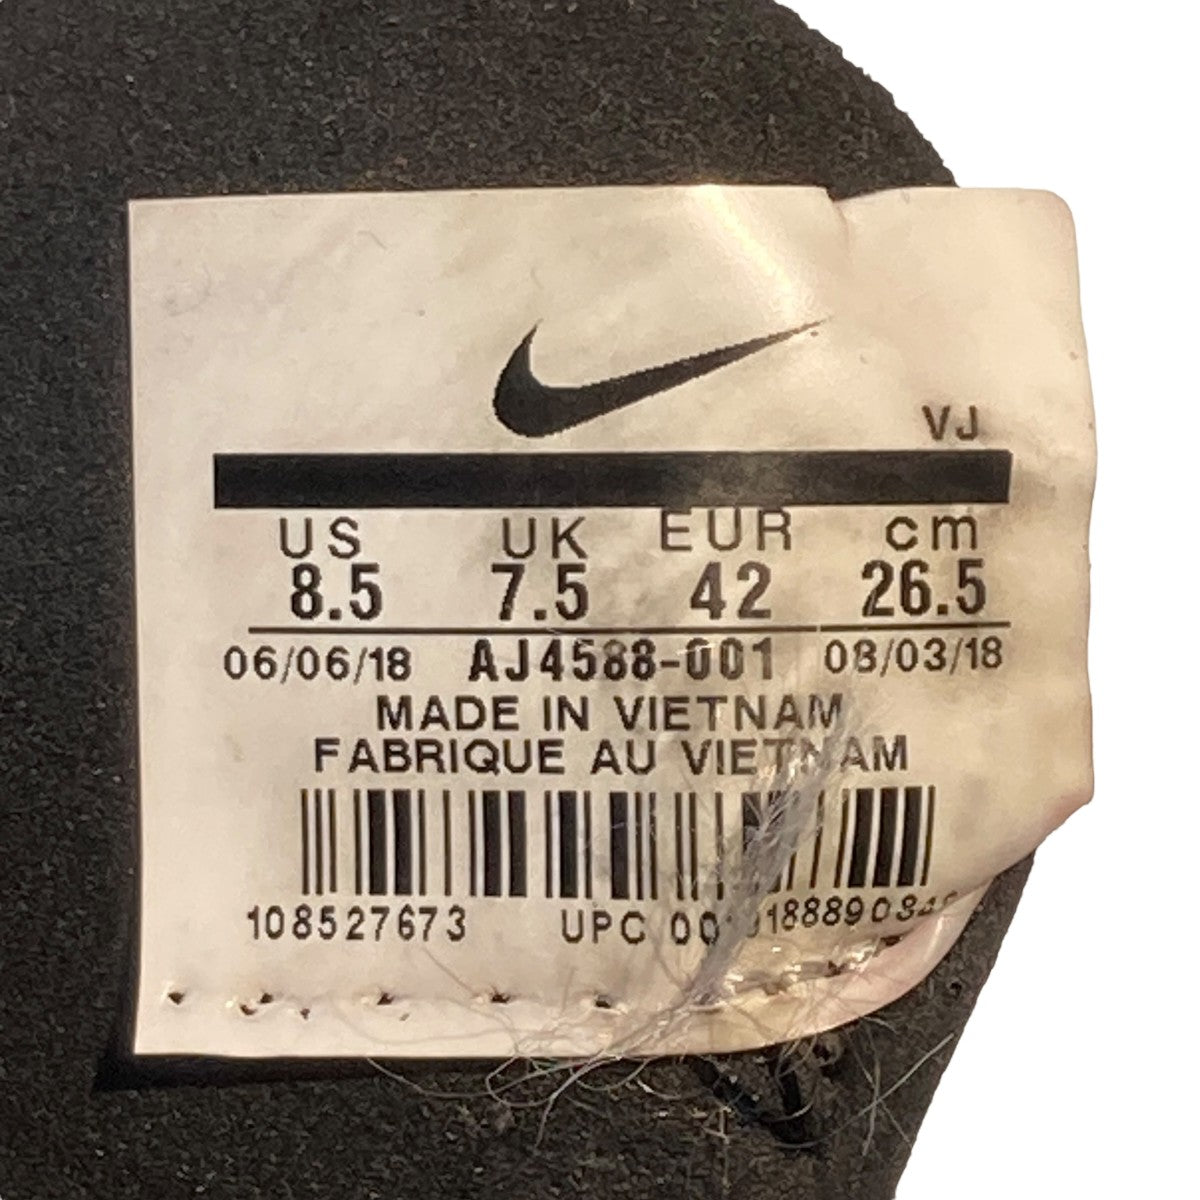 VJ
US UK EUR cm
8.5 7.5 42 26.5
06/06/18 AJ4588-001 08/03/18
MADE IN VIETNAM
FABRIQUE AU VIETNAM
108527673 UPC